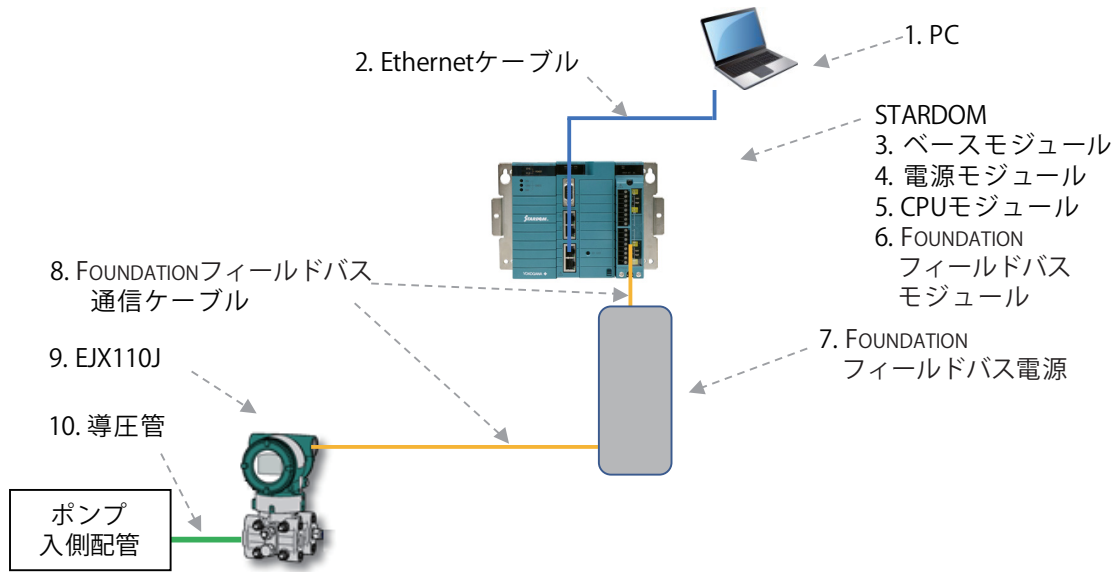 1. PC
2. Ethernetケーブル
STARDOM
3. ベースモジュール
4. 電源モジュール
5. CPUモジュール
6. FOUNDATION
フィールドバス
モジュール
STARDOM
YOKOGAWA
8. FOUNDATIONフィールドバス
通信ケーブル
7. FOUNDATION
フィールドバス電源
9. EJX110J
10. 導圧管
ポンプ
入側配管